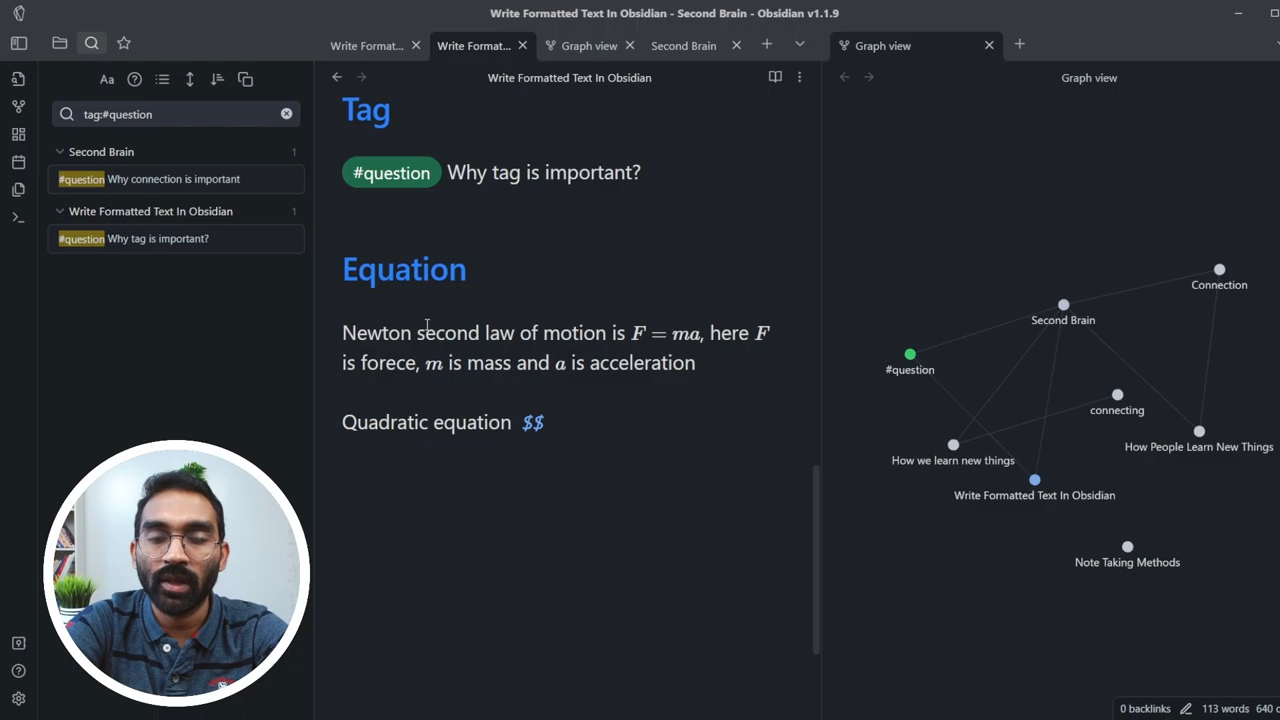 Write Formatted Text In Obsidian - Second Brain - Obsidian v1.1.9
Write Format...
Write Format...
Graph view
Second Brain
Graph view
Write Formatted Text In Obsidian
Graph view
Aa
tag:#question
Second Brain 1
#question Why connection is important
Write Formatted Text In Obsidian 1
#question Why tag is important?
Tag
#question Why tag is important?
Equation
Newton second law of motion is F = ma, here F
is forece, m is mass and a is acceleration
Quadratic equation $$
Connection
Second Brain
#question
connecting
How People Learn New Things
How we learn new things
Write Formatted Text In Obsidian
Note Taking Methods
0 backlinks 113 words 640 c